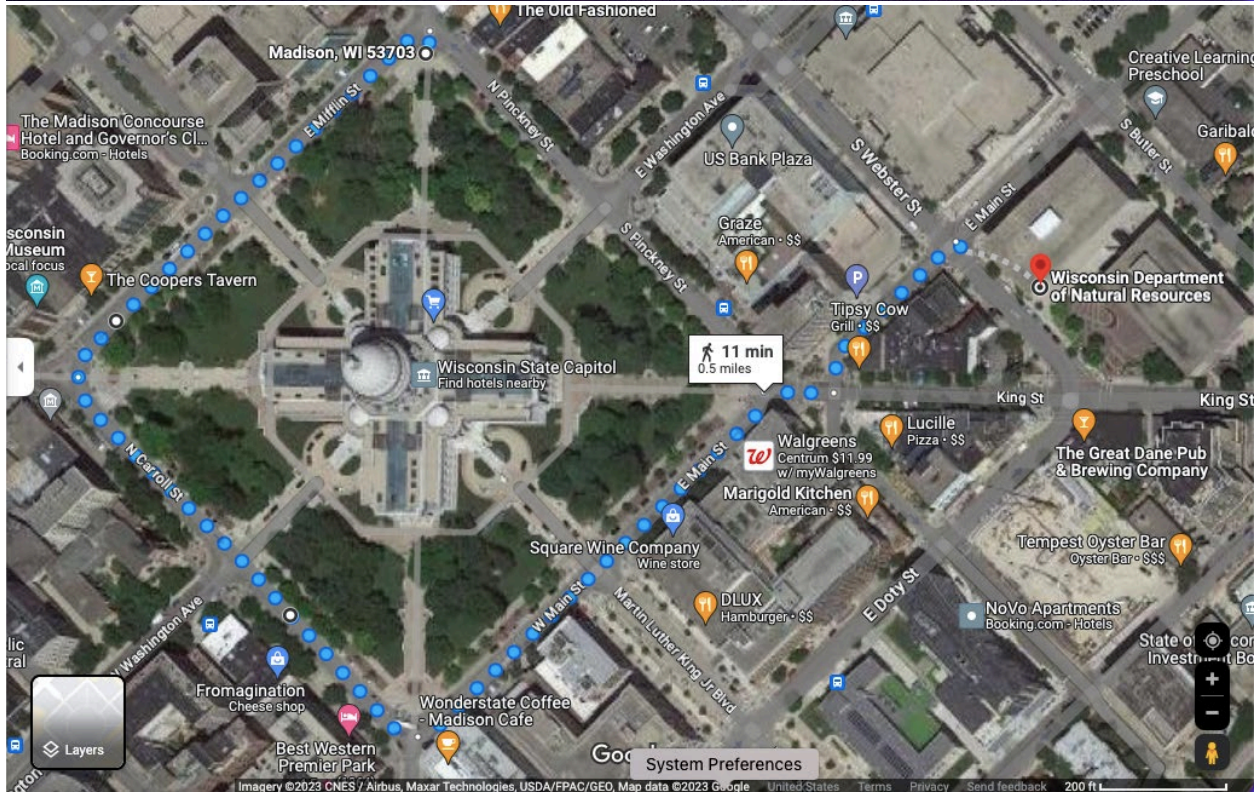 The Old Fashioned
Madison, WI 53703
Creative Learning
Preschool
E Mifflin St
N Pinckney St
E Washington Ave
The Madison Concourse
Hotel and Governor's Cl...
Booking.com - Hotels
US Bank Plaza
S Butler St
Garibal
S Webster St
E Main St
sconsin
Museum
ocal focus
The Coopers Tavern
S Pinckney St
Graze
American • $$
P
Tipsy Cow
Grill • $$
Wisconsin Department
of Natural Resources
11 min
0.5 miles
Wisconsin State Capitol
Find hotels nearby
King St
King St
Lucille
Pizza • $$
Walgreens
Centrum $11.99
w/ myWalgreens
The Great Dane Pub
& Brewing Company
N Carroll St
E Main St
Marigold Kitchen
American • $$
Square Wine Company
Wine store
Tempest Oyster Bar
Oyster Bar • $$$
W Main St
Martin Luther King Jr Blvd
DLUX
Hamburger • $$
E Doty St
NoVo Apartments
Booking.com - Hotels
W Washington Ave
lic
ral
State of
con
Investment Bo
Fromagination
Cheese shop
Wonderstate Coffee
- Madison Cafe
Best Western
Premier Park
Layers
ngton
Goo
System Preferences
Imagery ©2023 CNES / Airbus, Maxar Technologies, USDA/FPAC/GEO, Map data ©2023 Google United States Terms Privacy Send feedback 200 ft